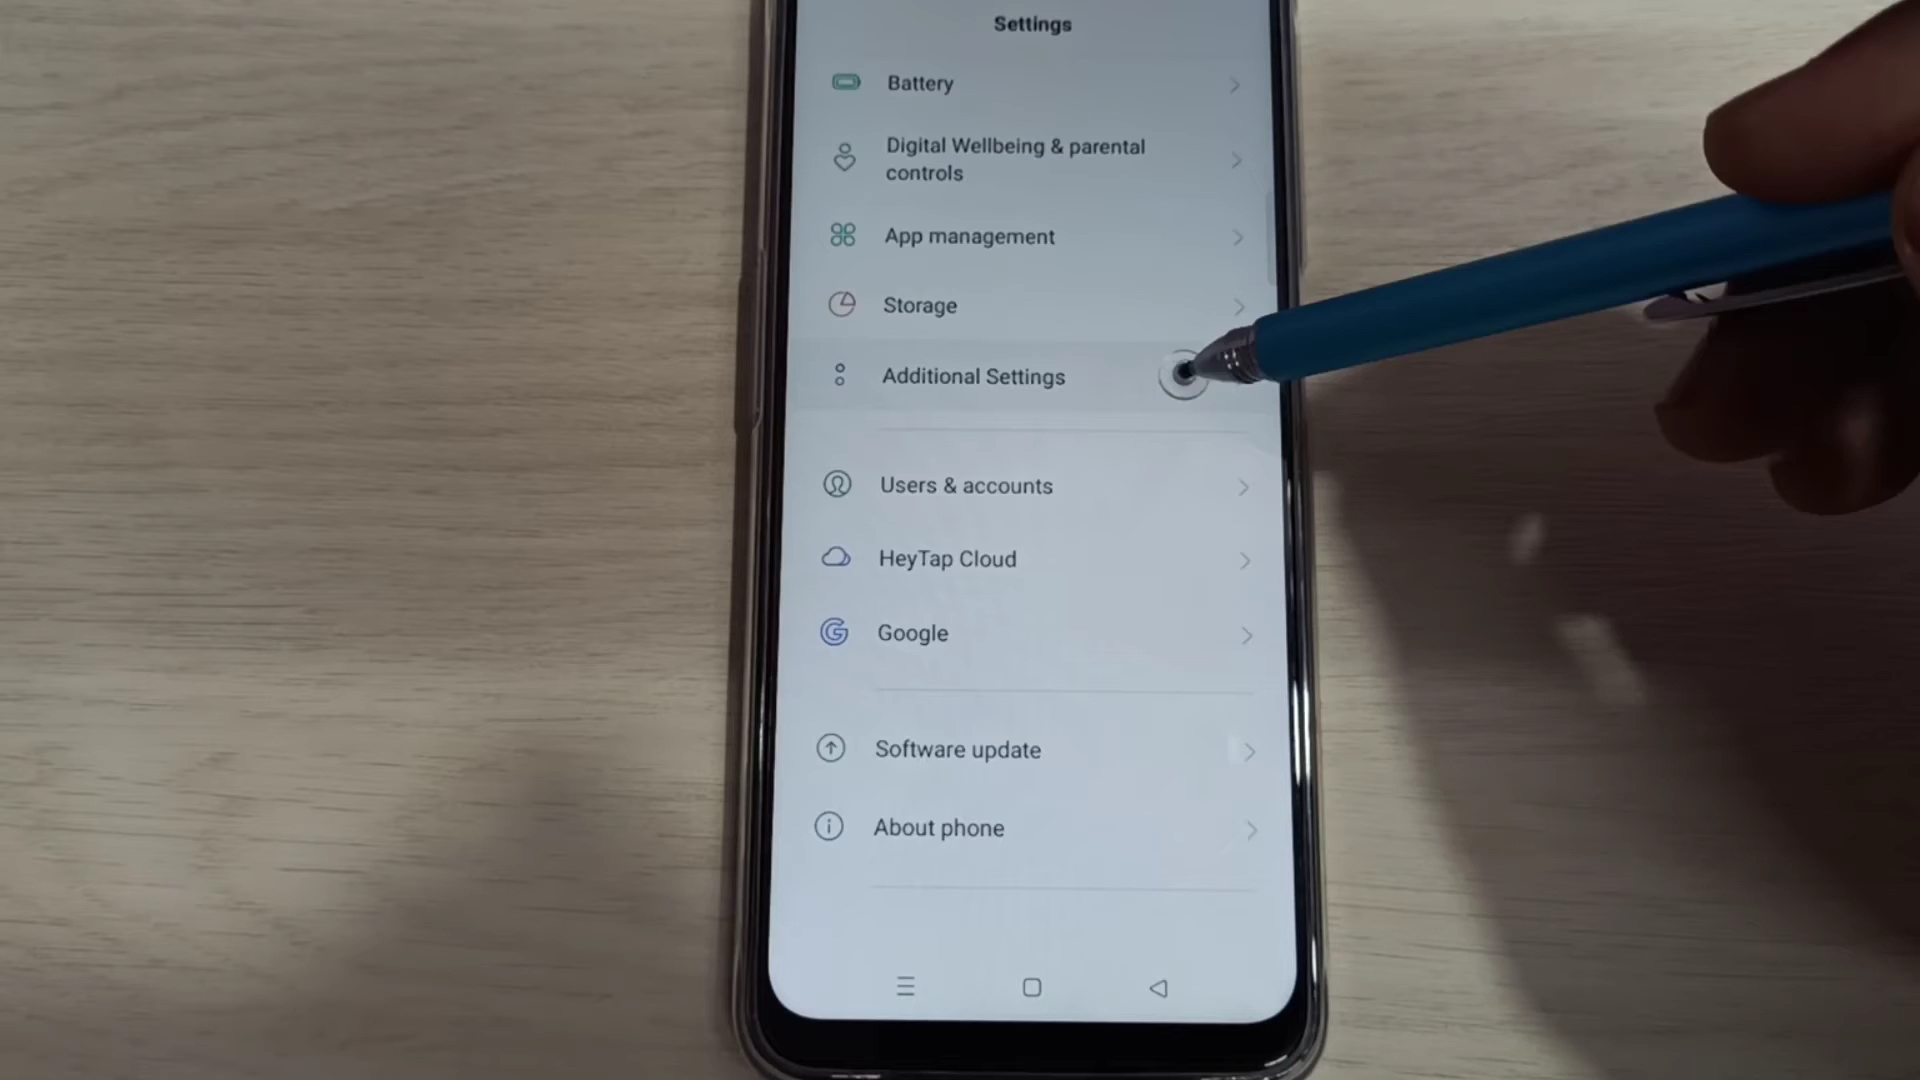 Settings
Battery
Digital Wellbeing & parental
controls
App management
Storage
Additional Settings
Users & accounts
HeyTap Cloud
Google
Software update
About phone